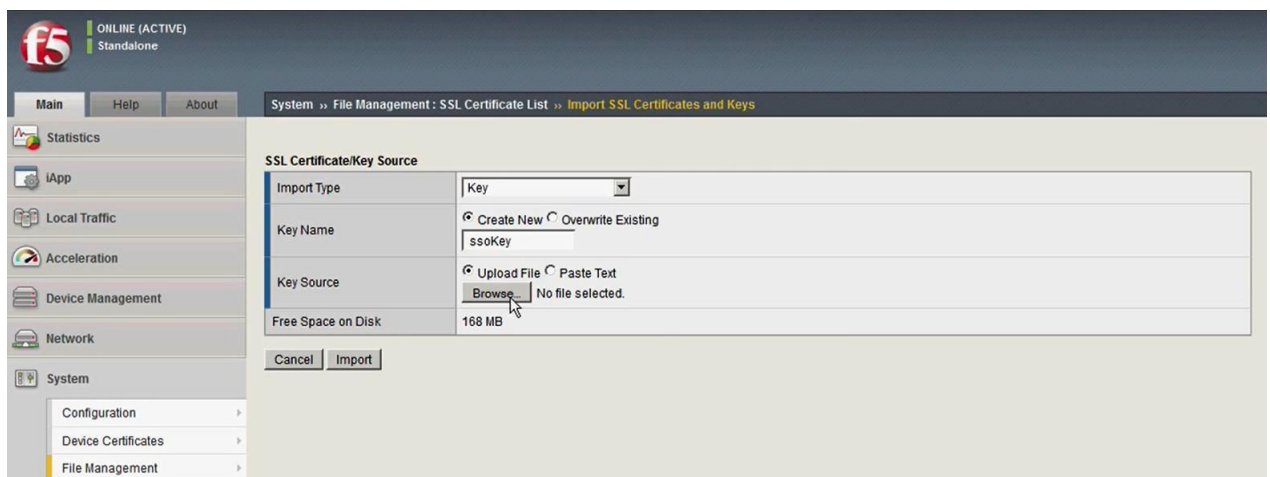 f5
ONLINE (ACTIVE)
Standalone
Main Help About
System ›› File Management : SSL Certificate List ›› Import SSL Certificates and Keys
Statistics
iApp
Local Traffic
Acceleration
Device Management
Network
System
Configuration
Device Certificates
File Management
SSL Certificate/Key Source
Import Type Key
Key Name Create New Overwrite Existing
ssoKey
Key Source Upload File Paste Text
Browse... No file selected.
Free Space on Disk 168 MB
Cancel Import